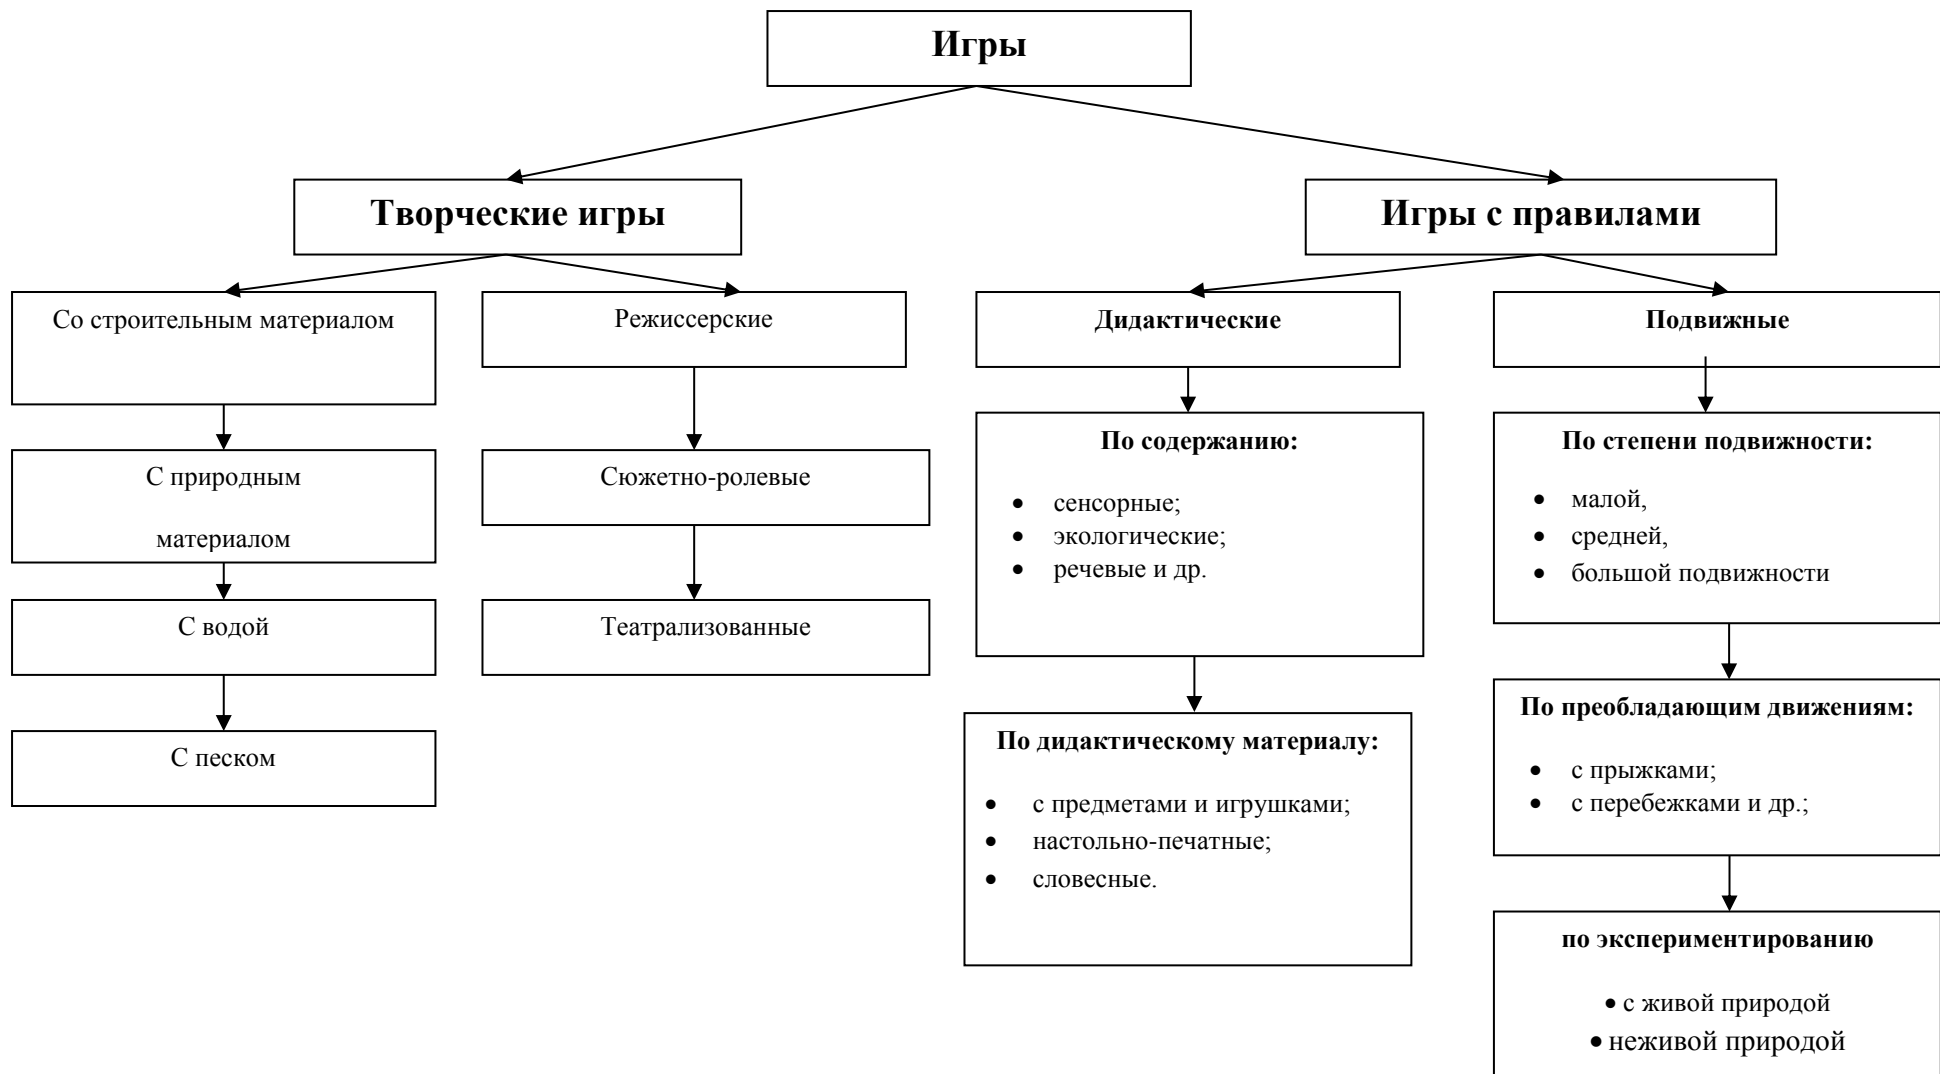 Игры
Творческие игры
Игры с правилами
Со строительным материалом
Режиссерские
Дидактические
Подвижные
С природным
материалом
Сюжетно-ролевые
По содержанию:
• сенсорные;
• экологические;
• речевые и др.
По степени подвижности:
• малой,
• средней,
• большой подвижности
С водой
Театрализованные
С песком
По дидактическому материалу:
• с предметами и игрушками;
• настольно-печатные;
• словесные.
По преобладающим движениям:
• с прыжками;
• с перебежками и др.;
по экспериментированию
• с живой природой
• неживой природой